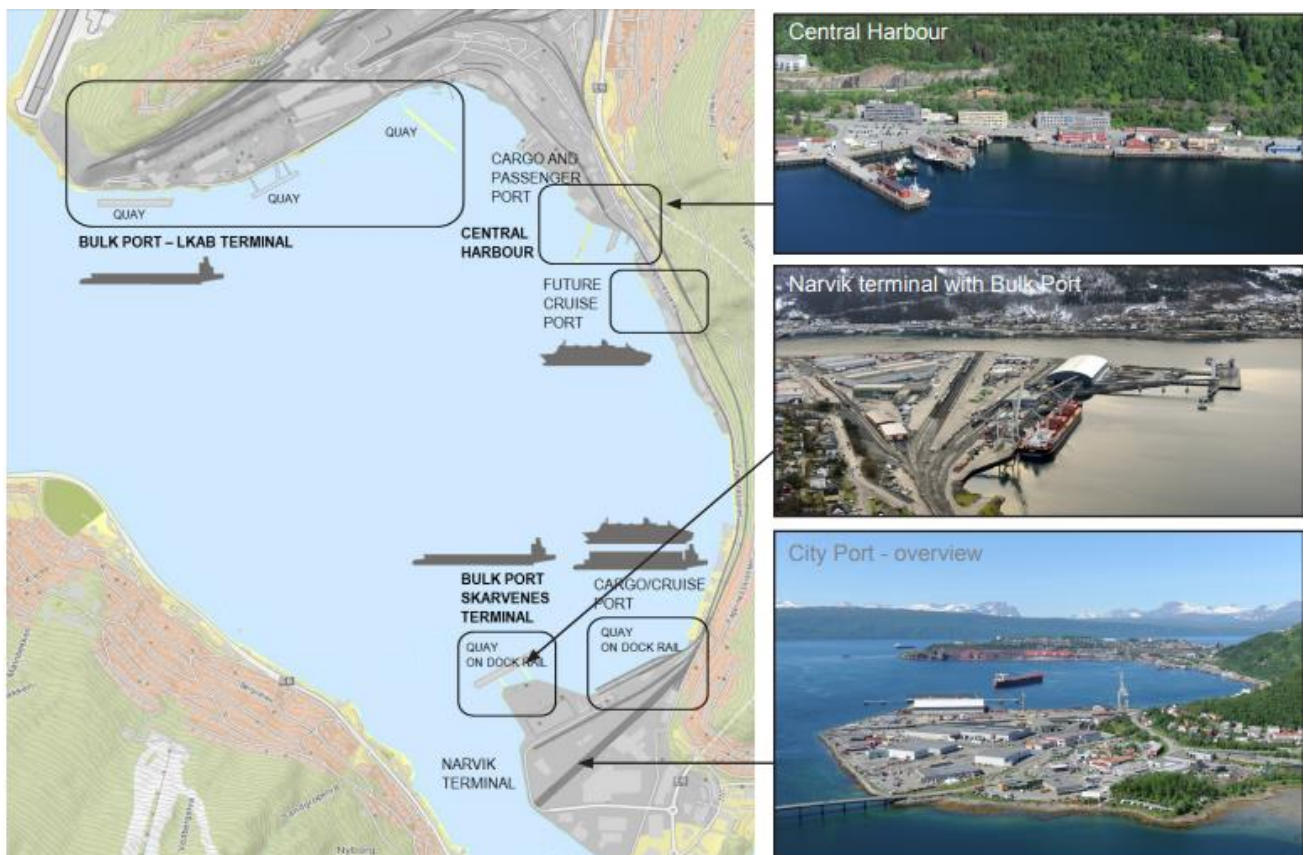 QUAY
QUAY
QUAY
BULK PORT – LKAB TERMINAL
CARGO AND
PASSENGER
PORT
CENTRAL
HARBOUR
FUTURE
CRUISE
PORT
BULK PORT
SKARVENES
TERMINAL
CARGO/CRUISE
PORT
QUAY
ON DOCK RAIL
QUAY
ON DOCK RAIL
NARVIK
TERMINAL
Nyborg
Central Harbour
Narvik terminal with Bulk Port
City Port - overview